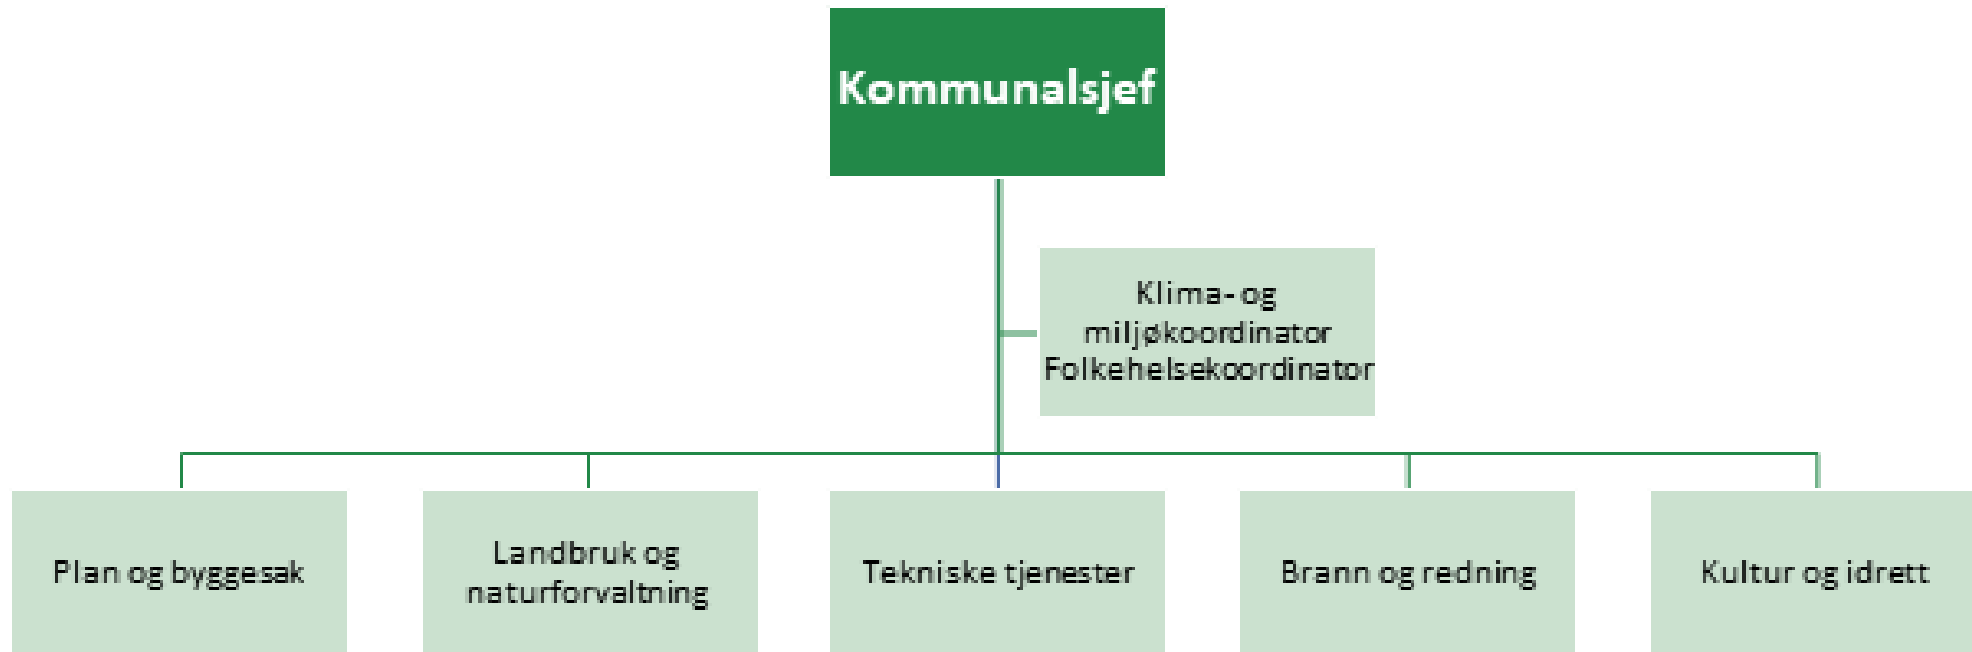 Kommunalsjef
Klima- og
miljøkoordinator
Folkehelsekoordinator
Plan og byggesak
Landbruk og
naturforvaltning
Tekniske tjenester
Brann og redning
Kultur og idrett